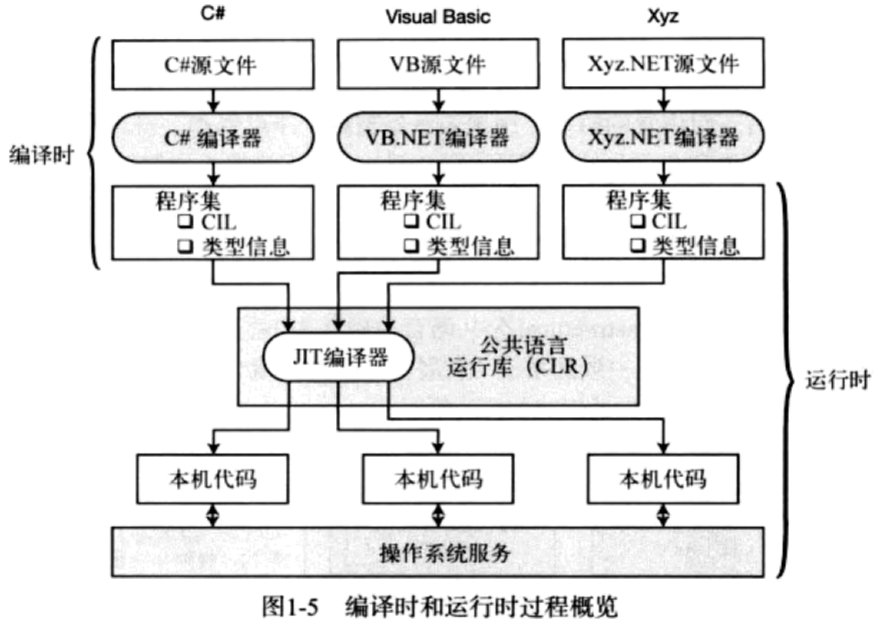 C# Visual Basic Xyz
C#源文件 VB源文件 Xyz.NET源文件
编译时
C# 编译器 VB.NET编译器 Xyz.NET编译器
程序集 程序集 程序集
❑ CIL ❑ CIL ❑ CIL
❑ 类型信息 ❑ 类型信息 ❑ 类型信息
JIT编译器
公共语言
运行库（CLR）
运行时
本机代码 本机代码 本机代码
操作系统服务
图1-5 编译时和运行时过程概览